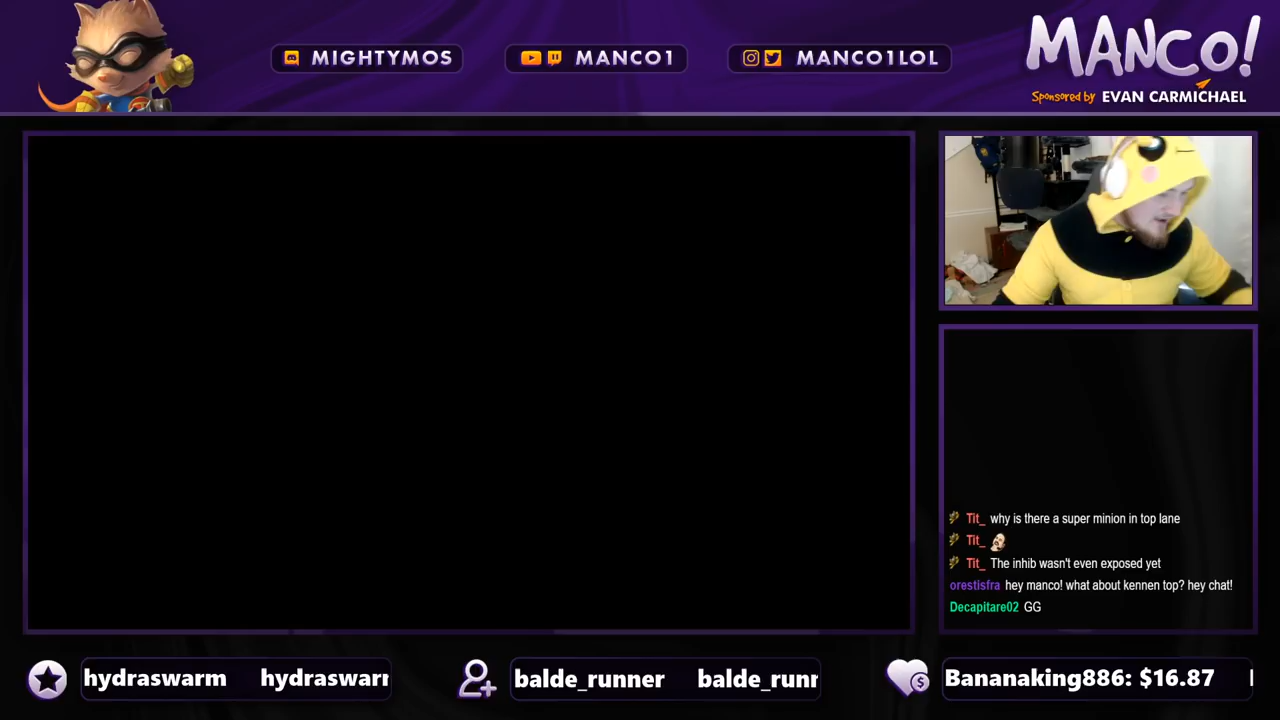 MIGHTYMOS
MANCO1
MANCO1LOL
MANCO!
Sponsored by EVAN CARMICHAEL
Tit_ why is there a super minion in top lane
Tit_
Tit_ The inhib wasn't even exposed yet
orestisfra hey manco! what about kennen top? hey chat!
Decapitare02 GG
hydraswarm hydraswarm
balde_runner balde_runr
Bananaking886: $16.87